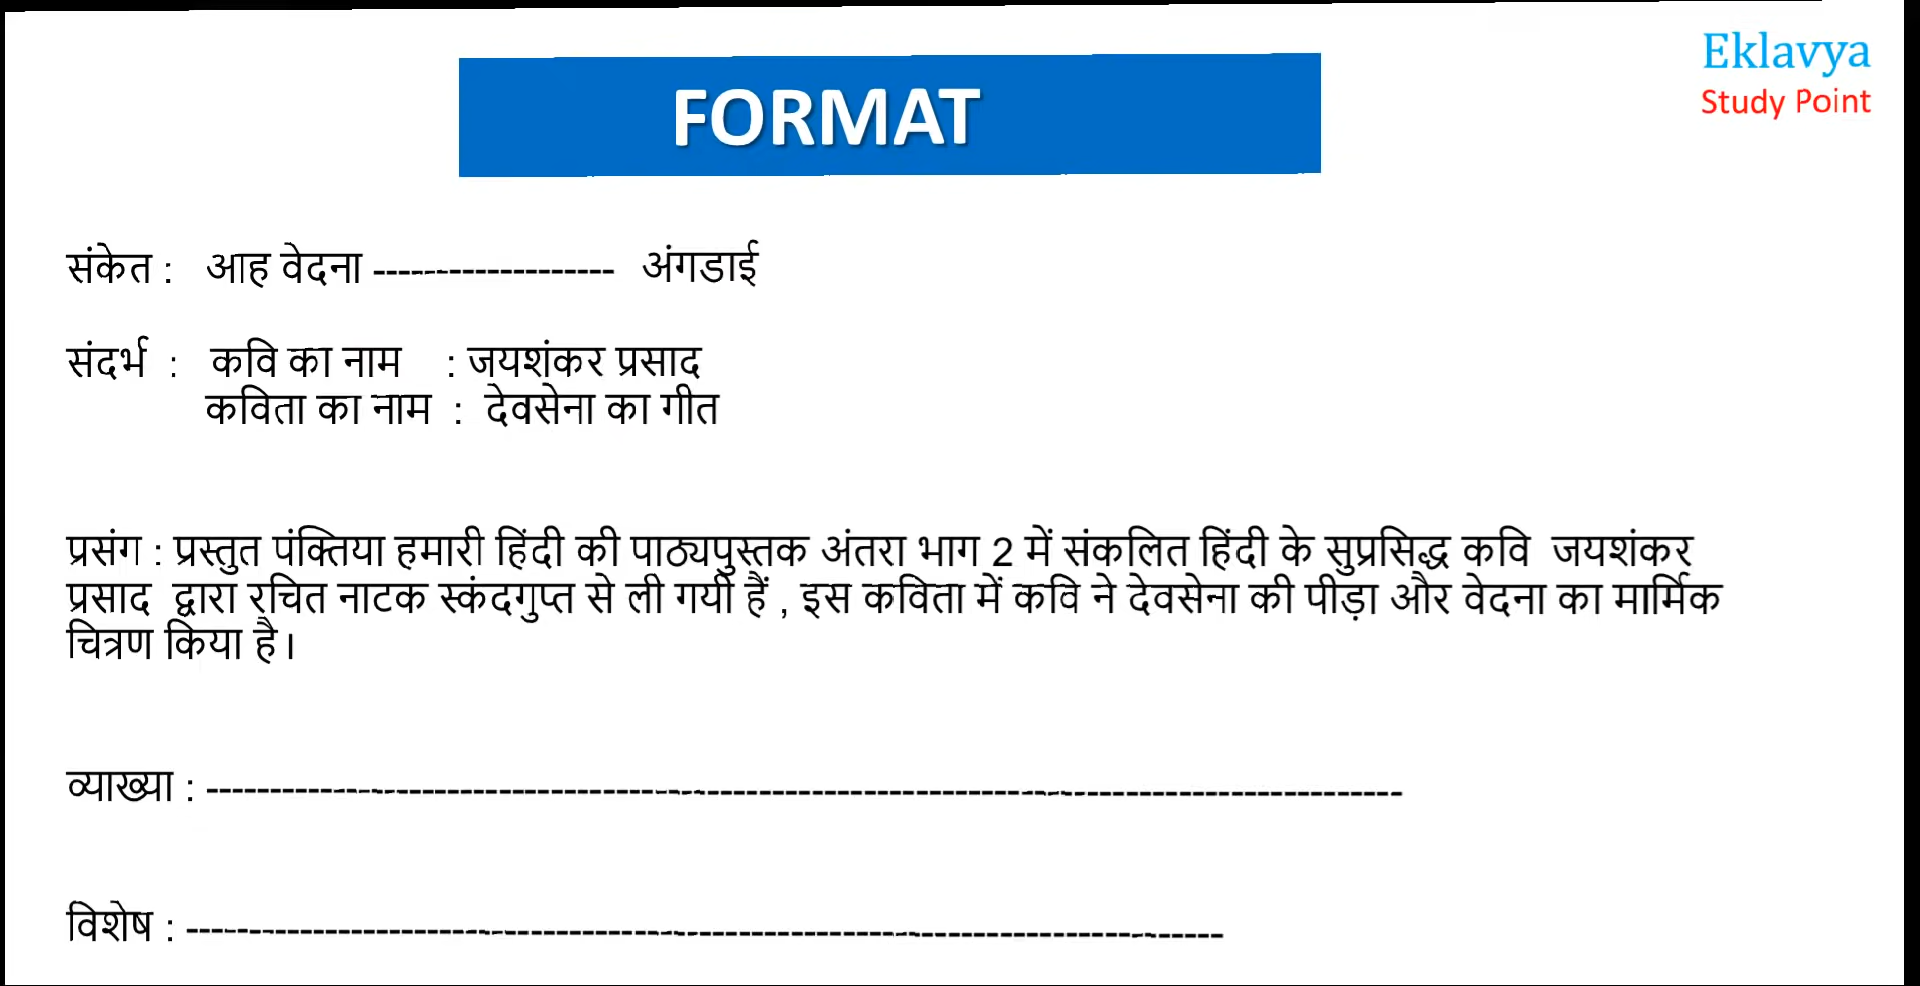 Eklavya
Study Point
FORMAT
संकेत : आह वेदना ------------------- अंगडाई
संदर्भ : कवि का नाम : जयशंकर प्रसाद
कविता का नाम : देवसेना का गीत
प्रसंग : प्रस्तुत पंक्तिया हमारी हिंदी की पाठ्यपुस्तक अंतरा भाग 2 में संकलित हिंदी के सुप्रसिद्ध कवि जयशंकर
प्रसाद द्वारा रचित नाटक स्कंदगुप्त से ली गयी हैं , इस कविता में कवि ने देवसेना की पीड़ा और वेदना का मार्मिक
चित्रण किया है।
व्याख्या : ----------------------------------------------------------------------------------------------
विशेष : ----------------------------------------------------------------------------------